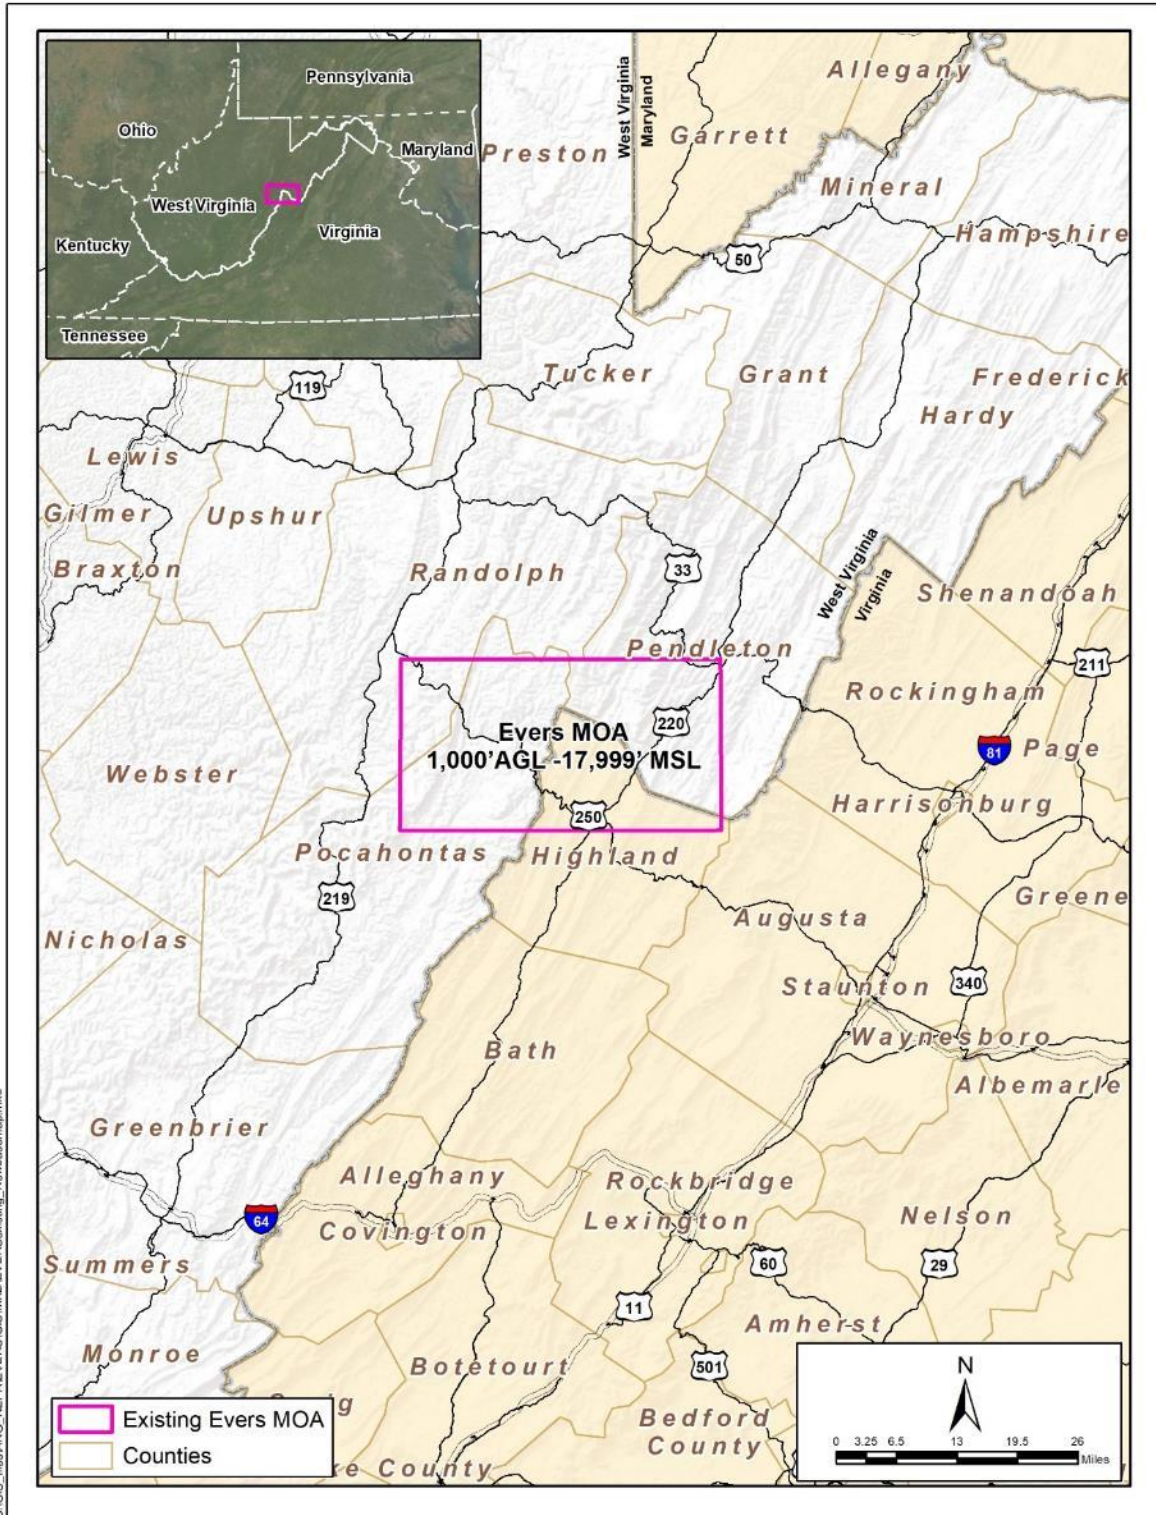 Pennsylvania
Ohio
Maryland
West Virginia
Virginia
Kentucky
Tennessee
West Virginia
Maryland
Allegany
Garrett
Preston
Mineral
Hampshire
50
119
Tucker
Grant
Frederick
Hardy
Lewis
Gilmer
Upshur
Braxton
Randolph
33
West Virginia
Virginia
Shenandoah
Pendleton
211
Rockingham
220
Evers MOA
1,000'AGL -17,999' MSL
81
Page
Webster
Harrisonburg
250
Pocahontas
Highland
219
Greene
Augusta
Nicholas
Staunton
340
Waynesboro
Bath
Albemarle
Greenbrier
Alleghany
Rockbridge
64
Covington
Lexington
Nelson
Summers
60
29
11
Amherst
Monroe
Botetourt
501
Bedford
County
ke County
Existing Evers MOA
Counties
N
0 3.25 6.5 13 19.5 26
Miles